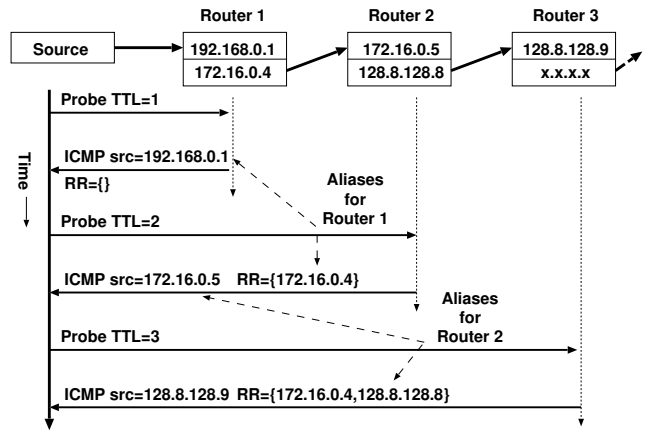 Router 1
Router 2
Router 3
Source
192.168.0.1
172.16.0.4
172.16.0.5
128.8.128.8
128.8.128.9
x.x.x.x
Probe TTL=1
Time
ICMP src=192.168.0.1
RR={}
Aliases
for
Router 1
Probe TTL=2
ICMP src=172.16.0.5 RR={172.16.0.4}
Aliases
for
Router 2
Probe TTL=3
ICMP src=128.8.128.9 RR={172.16.0.4,128.8.128.8}